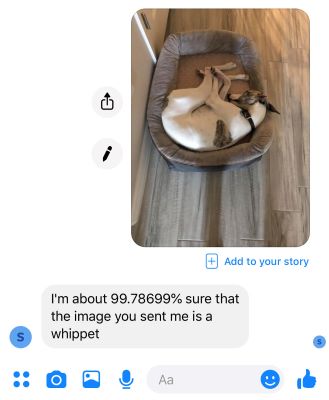 Add to your story
I'm about 99.78699% sure that
the image you sent me is a
whippet
S
S
Aa